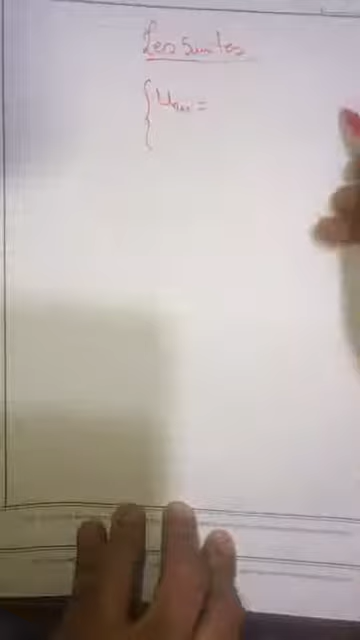 Les Suites
{ Un+1 =